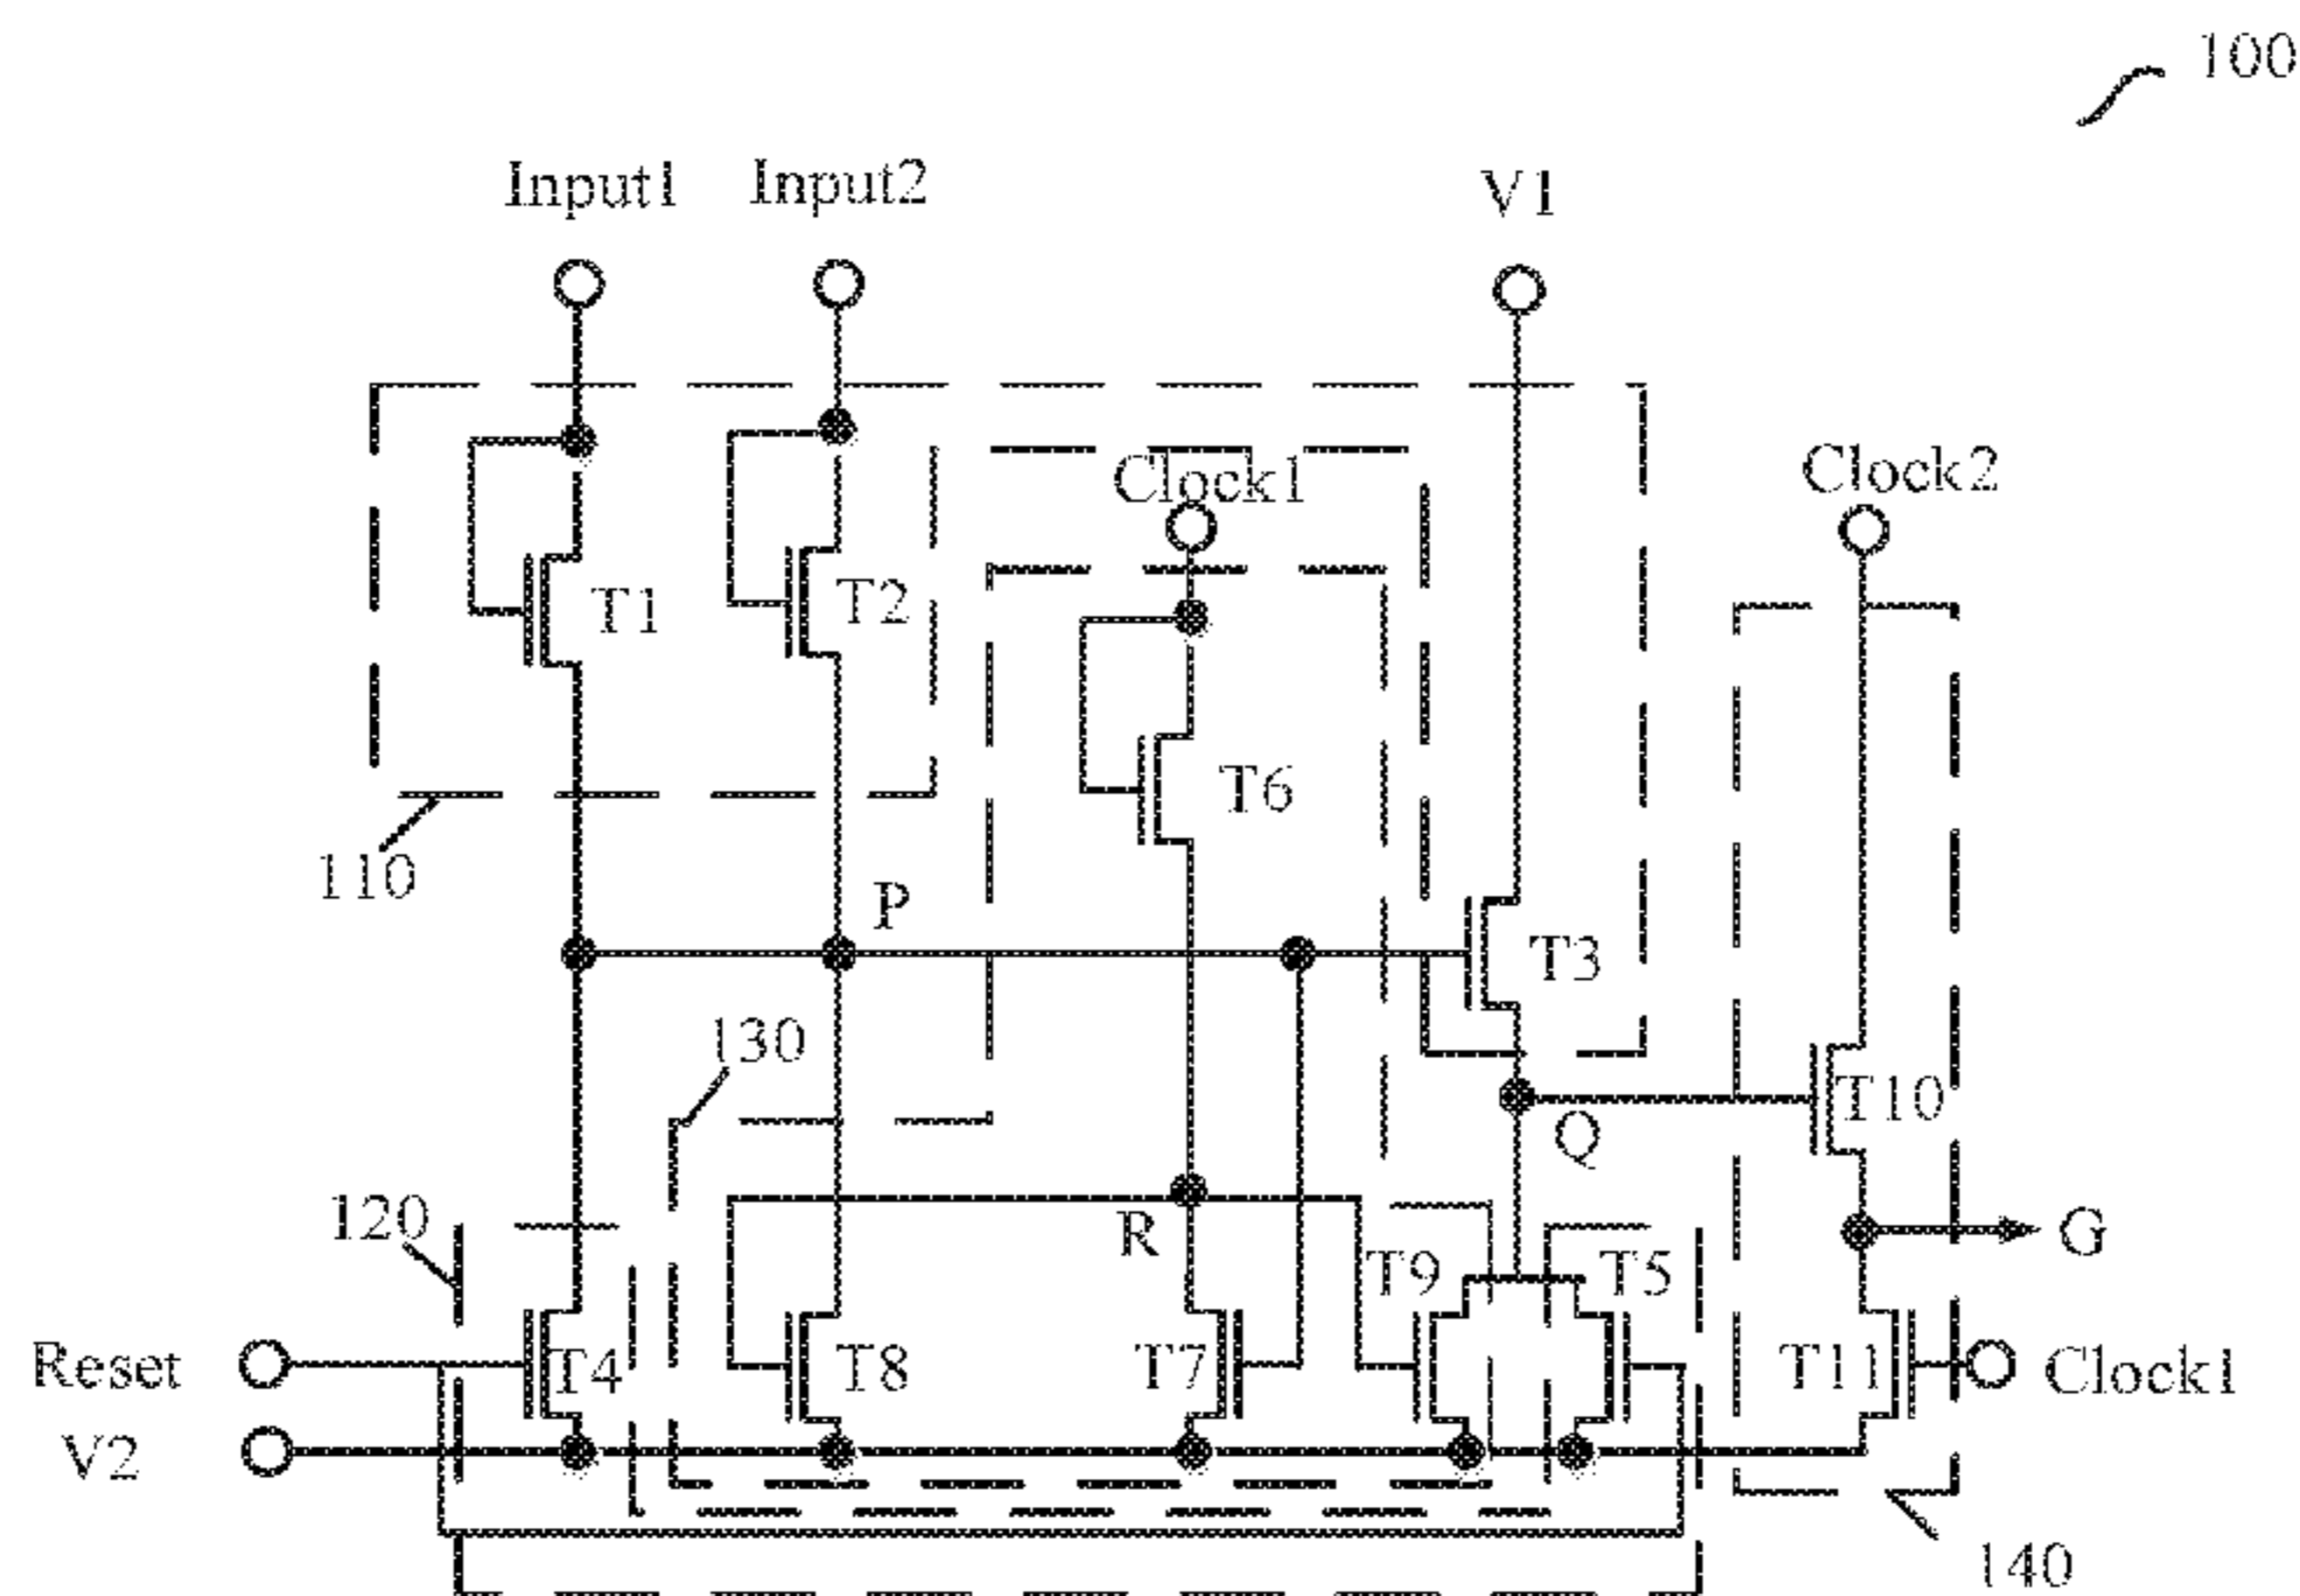 100
Input1 Input2 V1
Clock1 Clock2
T1 T2
T6
110
P
T3
130
T10
Q
120
R
G
T9 T5
Reset T4 T8 T7 T11 Clock1
V2
140